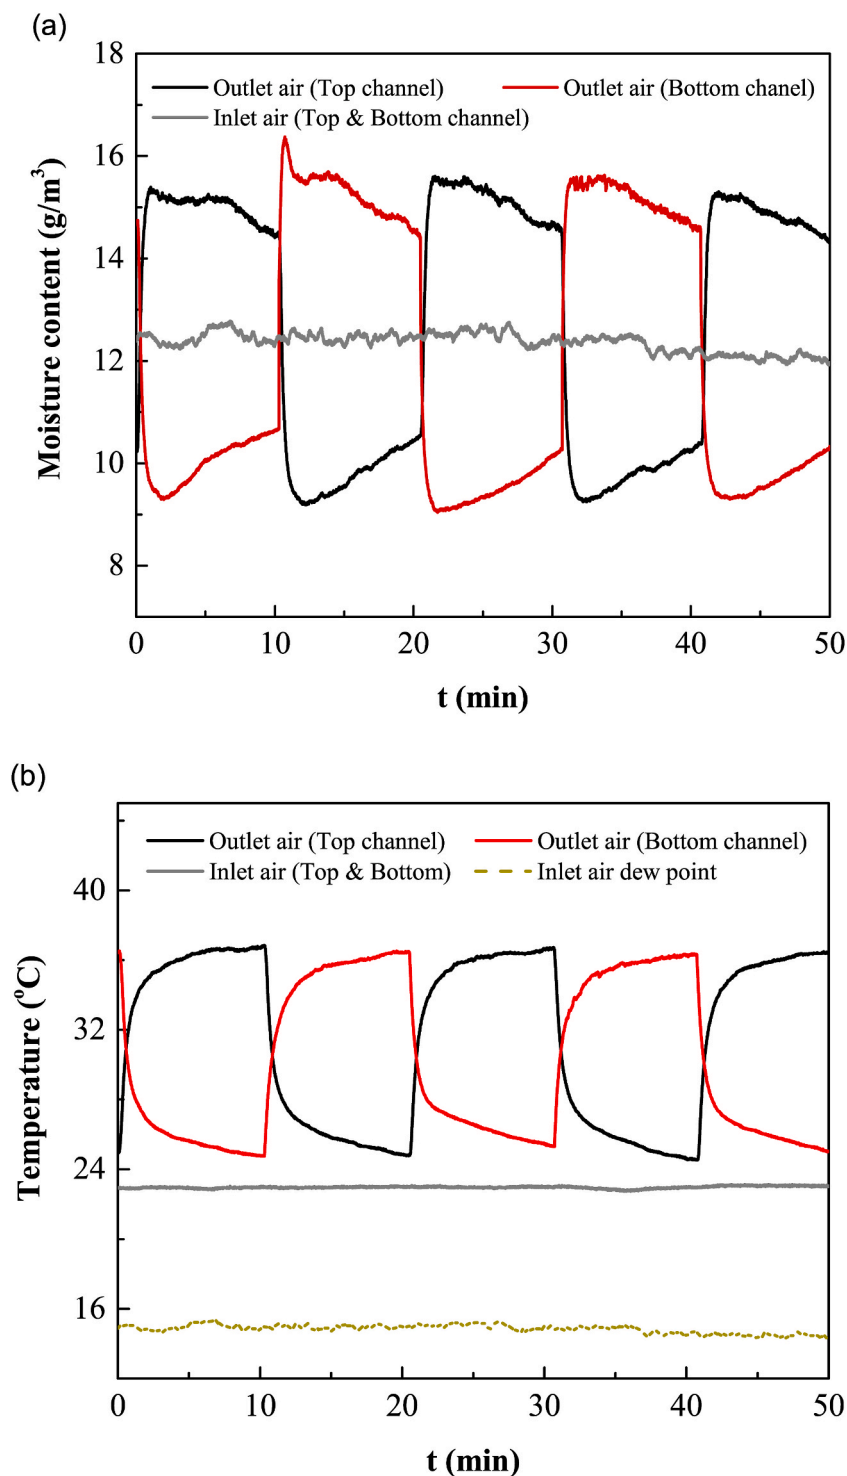 (a)
18
Outlet air (Top channel)
Outlet air (Bottom chanel)
Inlet air (Top & Bottom channel)
16
14
12
10
8
Moisture content (g/m³)
0
10
20
30
40
50
t (min)
(b)
Outlet air (Top channel)
Outlet air (Bottom channel)
Inlet air (Top & Bottom)
Inlet air dew point
40
32
24
16
Temperature (°C)
0
10
20
30
40
50
t (min)